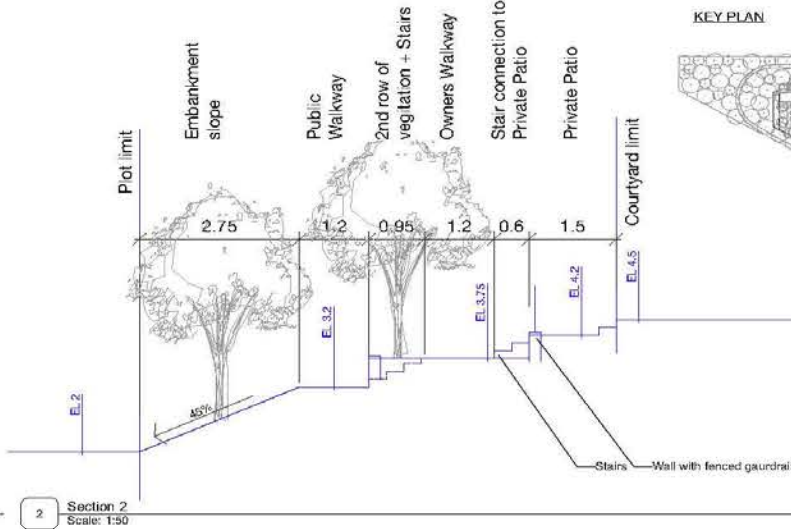 KEY PLAN
Plot limit
Embankment
slope
Public
Walkway
2nd row of
vegitation + Stairs
Owners Walkway
Stair connection to
Private Patio
Private Patio
Courtyard limit
2.75
1.2
0.95
1.2
0.6
1.5
EL 2
45%
EL 3.2
EL 3.75
EL 4.2
EL 4.5
Stairs
Wall with fenced gaurdrai
2
Section 2
Scale: 1:50